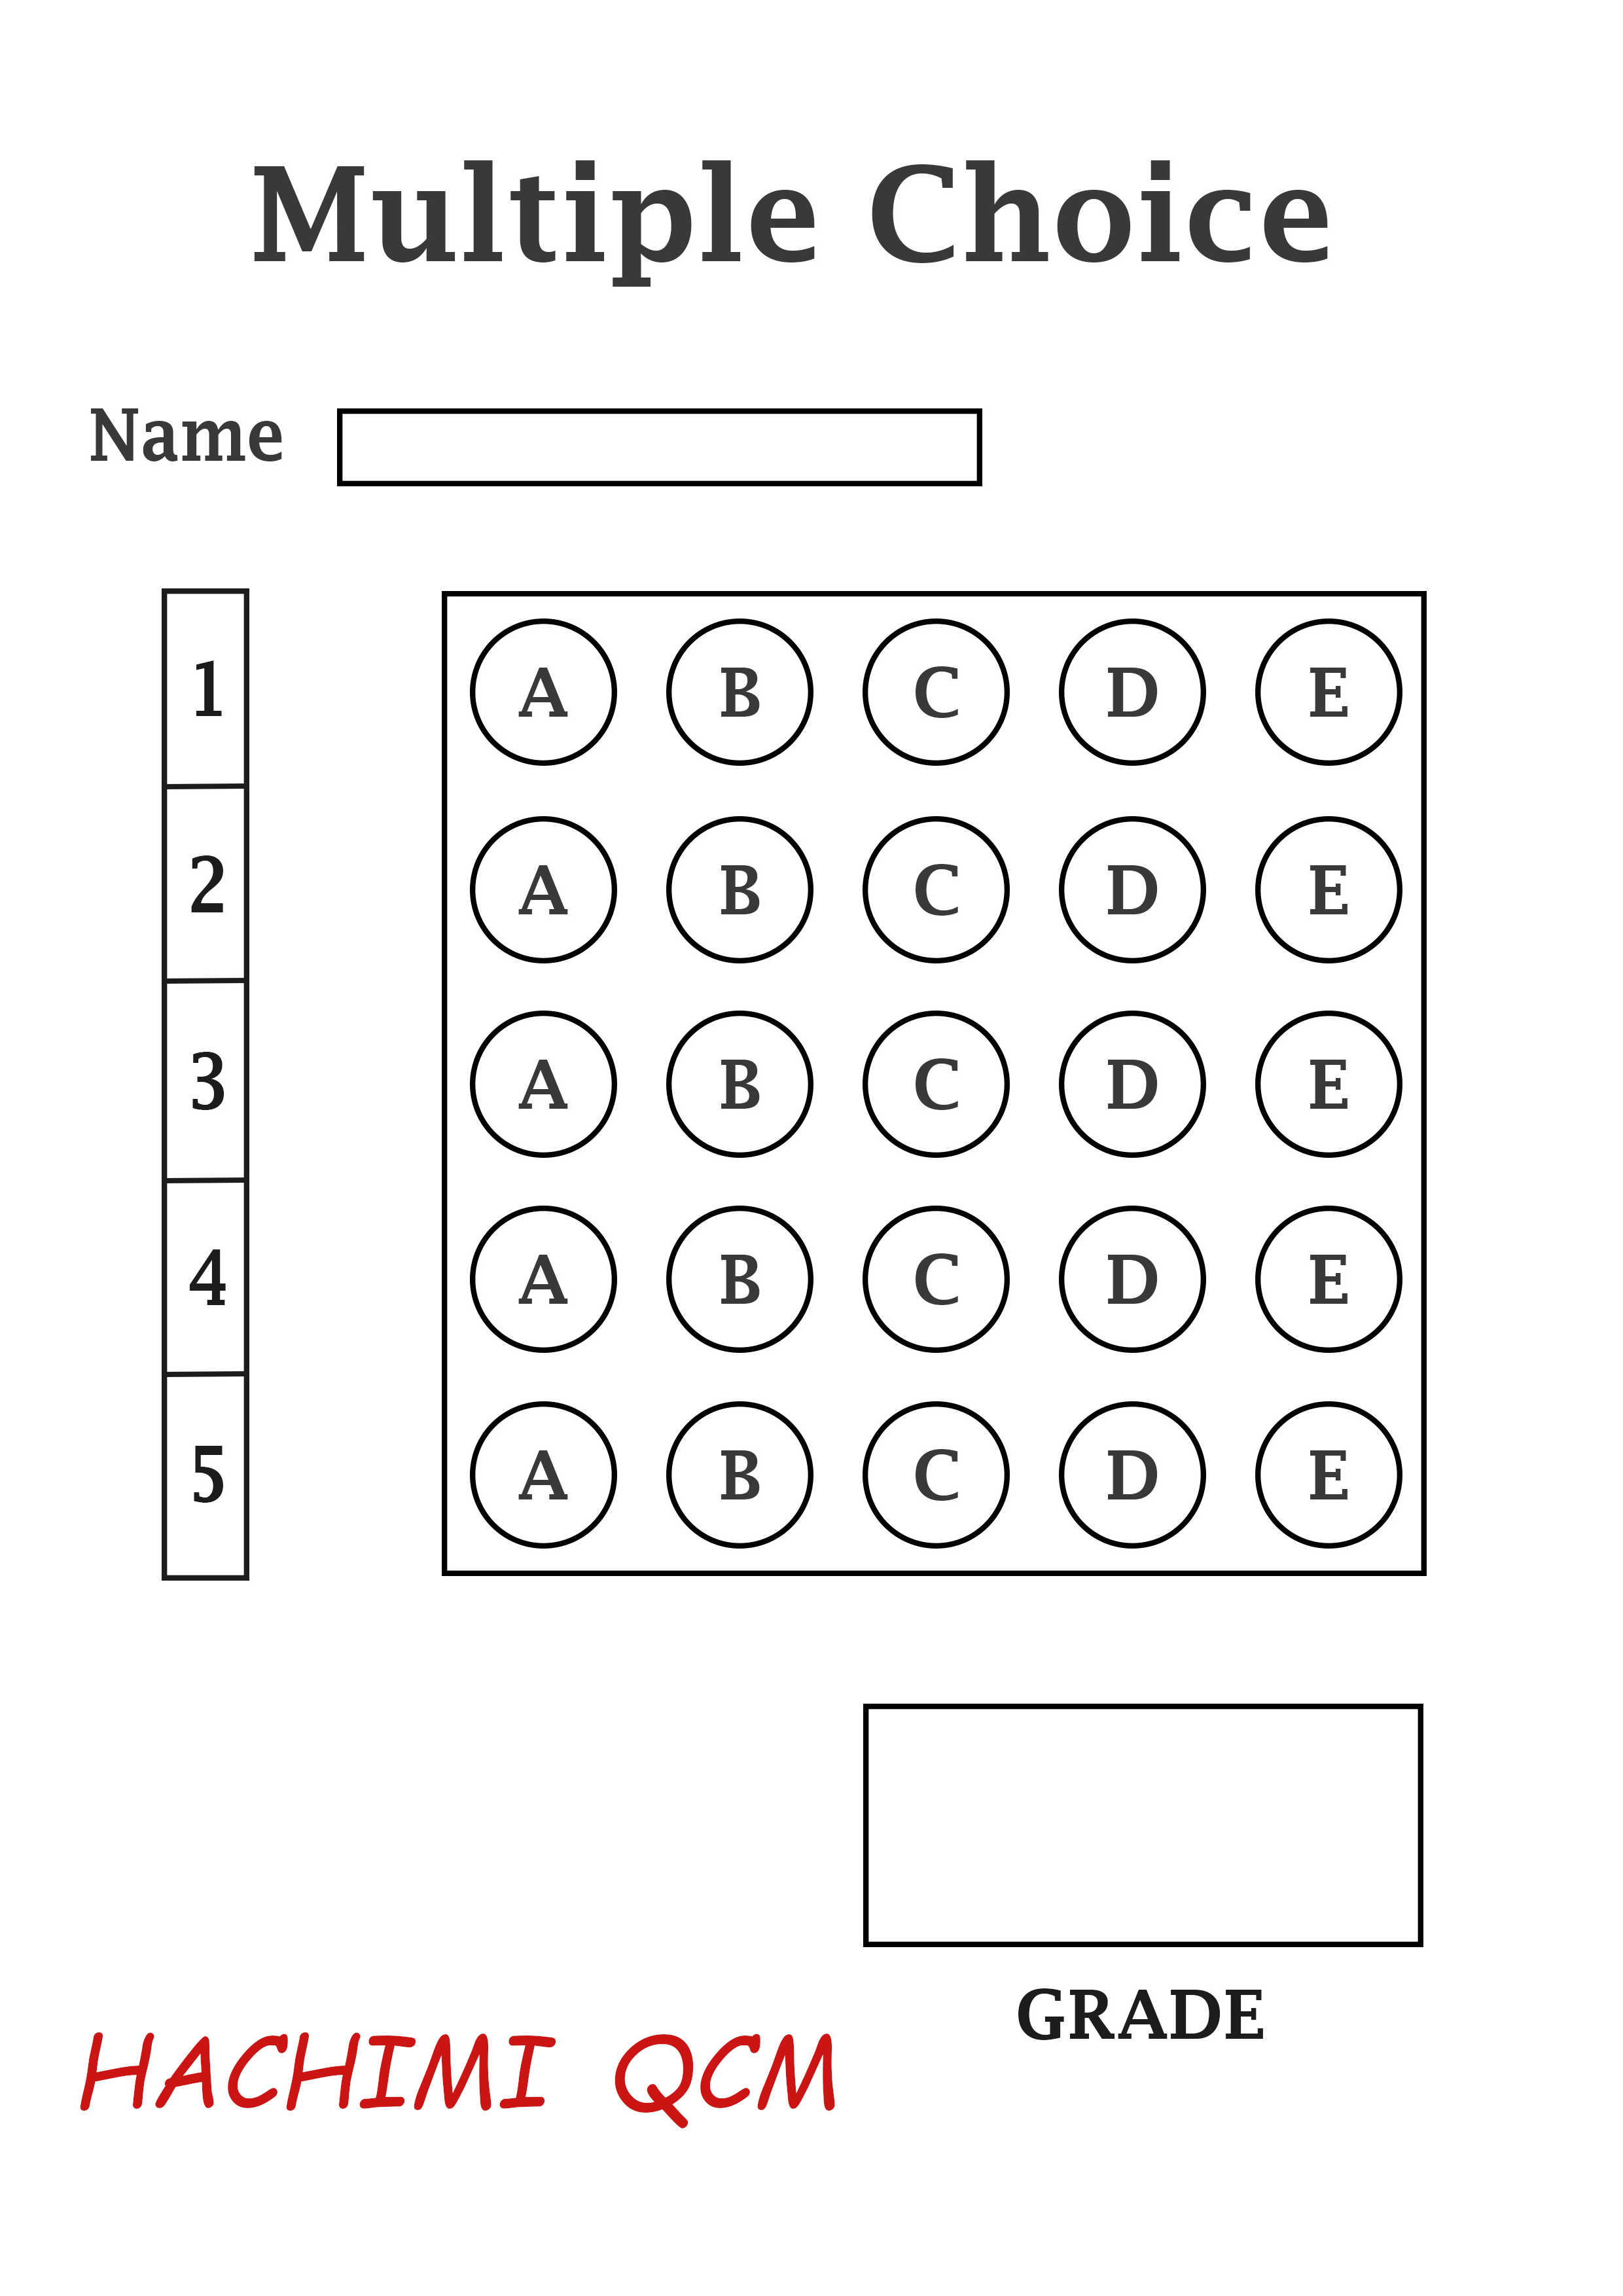 Multiple Choice
Name
1 A B C D E
2 A B C D E
3 A B C D E
4 A B C D E
5 A B C D E
GRADE
HACHIMI QCM